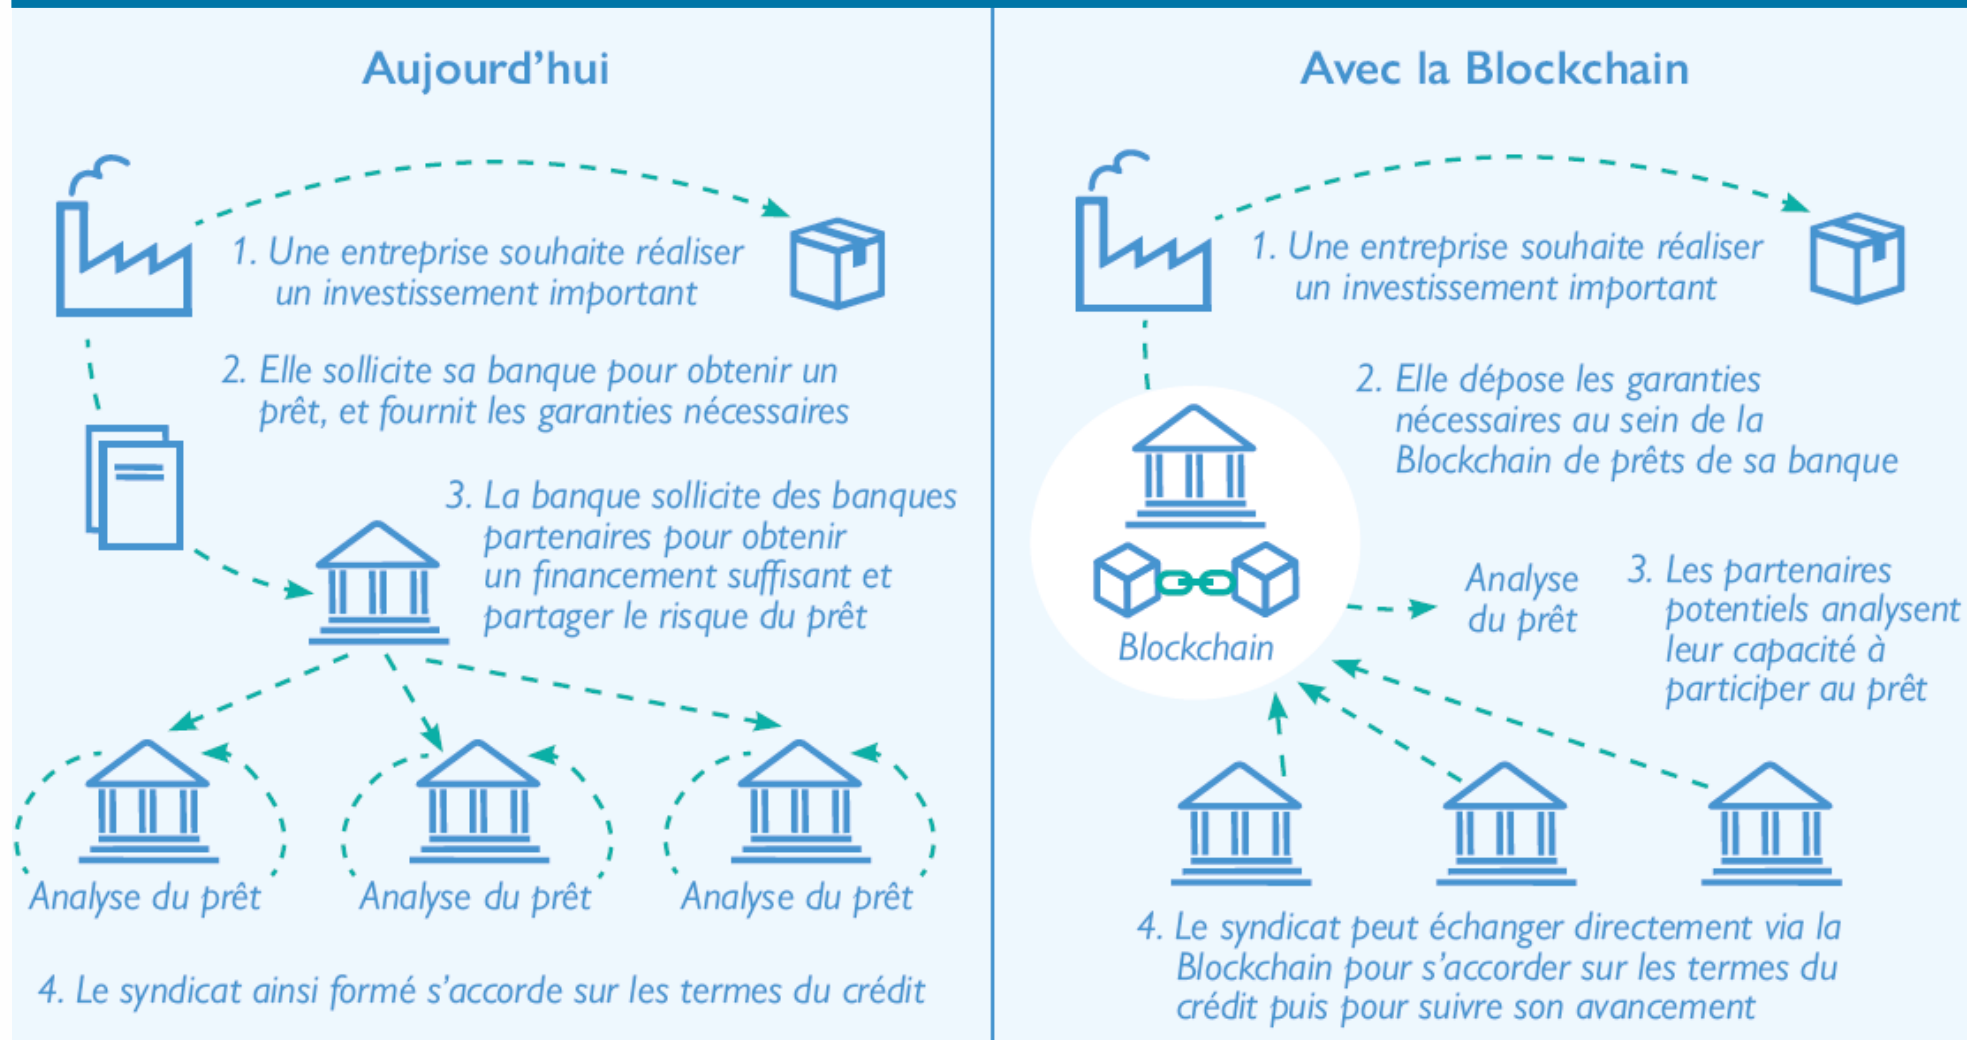 Aujourd’hui
1. Une entreprise souhaite réaliser
un investissement important
2. Elle sollicite sa banque pour obtenir un
prêt, et fournit les garanties nécessaires
3. La banque sollicite des banques
partenaires pour obtenir
un financement suffisant et
partager le risque du prêt
Analyse du prêt
Analyse du prêt
Analyse du prêt
4. Le syndicat ainsi formé s’accorde sur les termes du crédit
Avec la Blockchain
1. Une entreprise souhaite réaliser
un investissement important
2. Elle dépose les garanties
nécessaires au sein de la
Blockchain de prêts de sa banque
Blockchain
Analyse
du prêt
3. Les partenaires
potentiels analysent
leur capacité à
participer au prêt
4. Le syndicat peut échanger directement via la
Blockchain pour s’accorder sur les termes du
crédit puis pour suivre son avancement